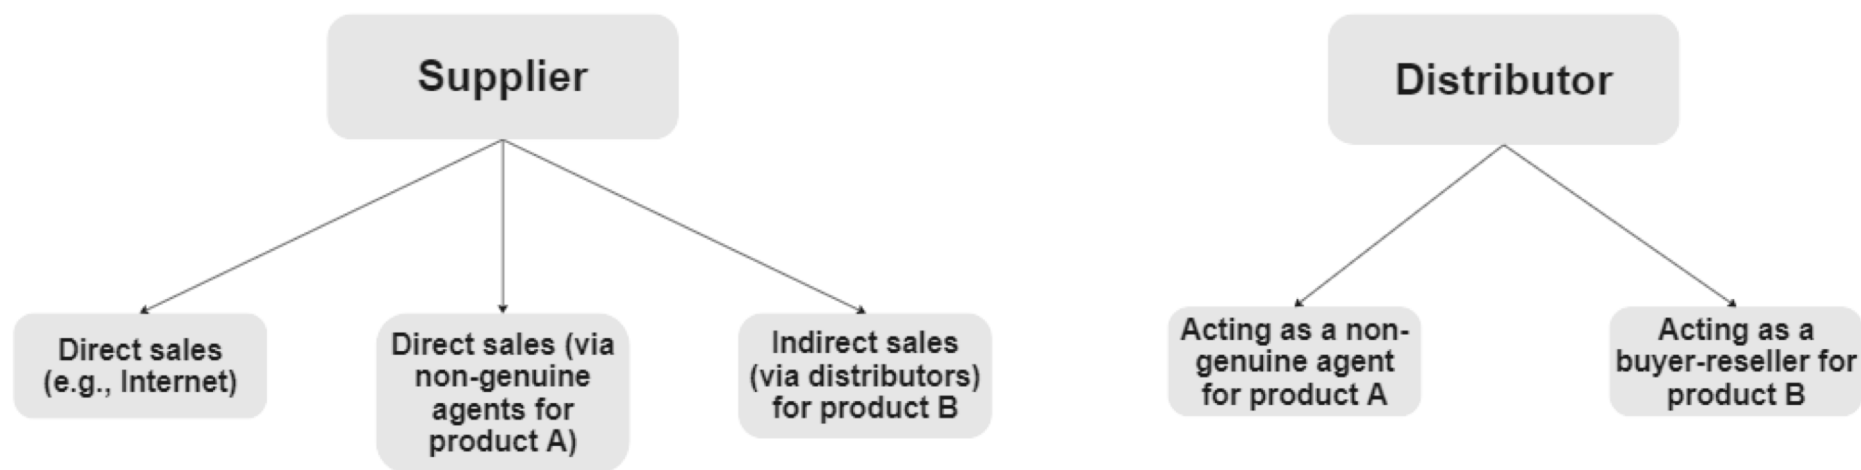 Supplier
Distributor
Direct sales
(e.g., Internet)
Direct sales (via
non-genuine
agents for
product A)
Indirect sales
(via distributors)
for product B
Acting as a non-
genuine agent
for product A
Acting as a
buyer-reseller for
product B